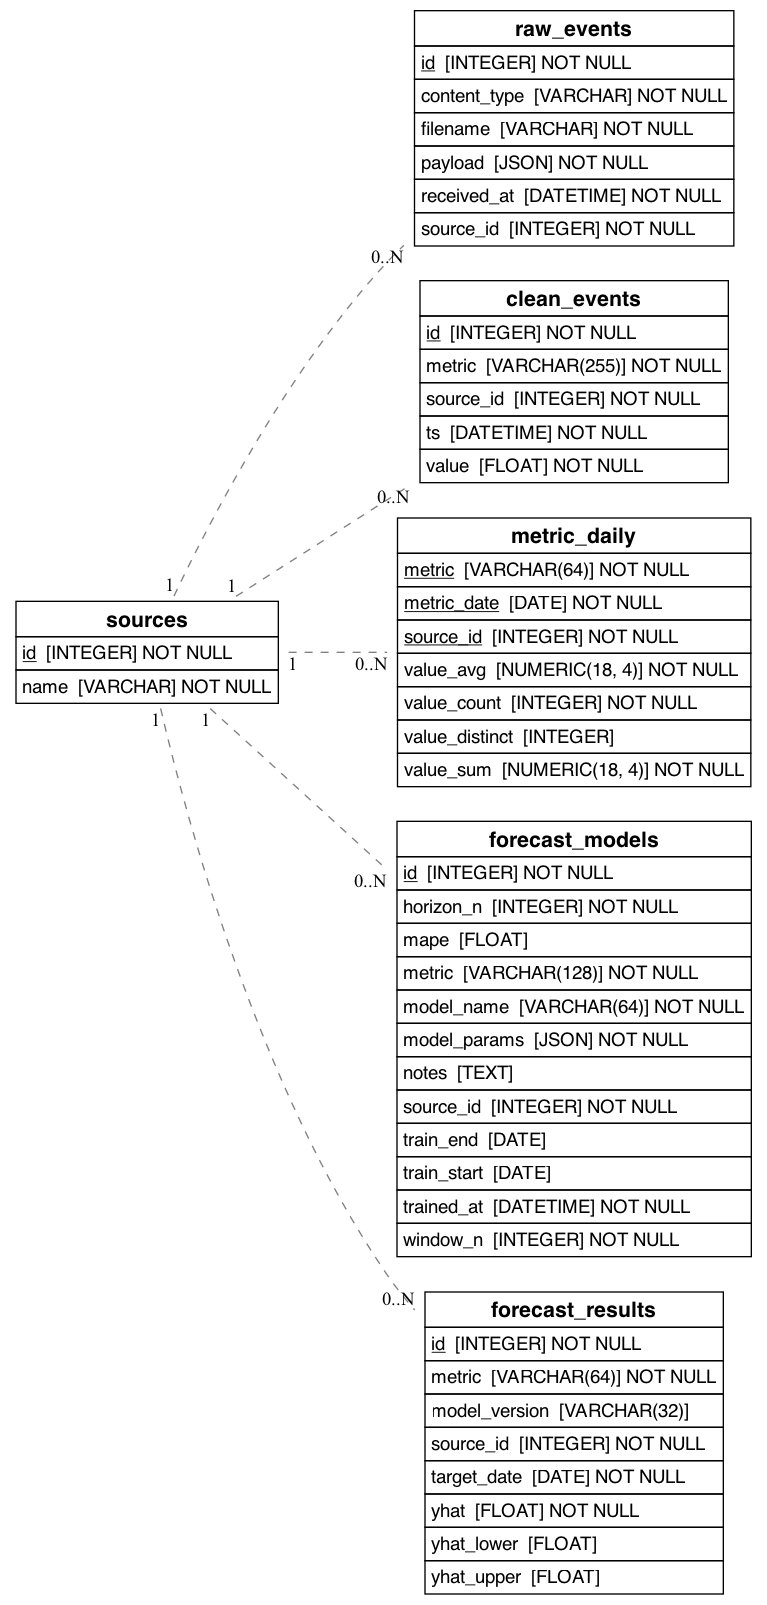 raw_events
id [INTEGER] NOT NULL
content_type [VARCHAR] NOT NULL
filename [VARCHAR] NOT NULL
payload [JSON] NOT NULL
received_at [DATETIME] NOT NULL
source_id [INTEGER] NOT NULL
0..N
clean_events
id [INTEGER] NOT NULL
metric [VARCHAR(255)] NOT NULL
source_id [INTEGER] NOT NULL
ts [DATETIME] NOT NULL
value [FLOAT] NOT NULL
0..N
metric_daily
metric [VARCHAR(64)] NOT NULL
metric_date [DATE] NOT NULL
source_id [INTEGER] NOT NULL
value_avg [NUMERIC(18, 4)] NOT NULL
value_count [INTEGER] NOT NULL
value_distinct [INTEGER]
value_sum [NUMERIC(18, 4)] NOT NULL
1
1
sources
id [INTEGER] NOT NULL
name [VARCHAR] NOT NULL
1
0..N
1
1
0..N
forecast_models
id [INTEGER] NOT NULL
horizon_n [INTEGER] NOT NULL
mape [FLOAT]
metric [VARCHAR(128)] NOT NULL
model_name [VARCHAR(64)] NOT NULL
model_params [JSON] NOT NULL
notes [TEXT]
source_id [INTEGER] NOT NULL
train_end [DATE]
train_start [DATE]
trained_at [DATETIME] NOT NULL
window_n [INTEGER] NOT NULL
0..N
forecast_results
id [INTEGER] NOT NULL
metric [VARCHAR(64)] NOT NULL
model_version [VARCHAR(32)]
source_id [INTEGER] NOT NULL
target_date [DATE] NOT NULL
yhat [FLOAT] NOT NULL
yhat_lower [FLOAT]
yhat_upper [FLOAT]